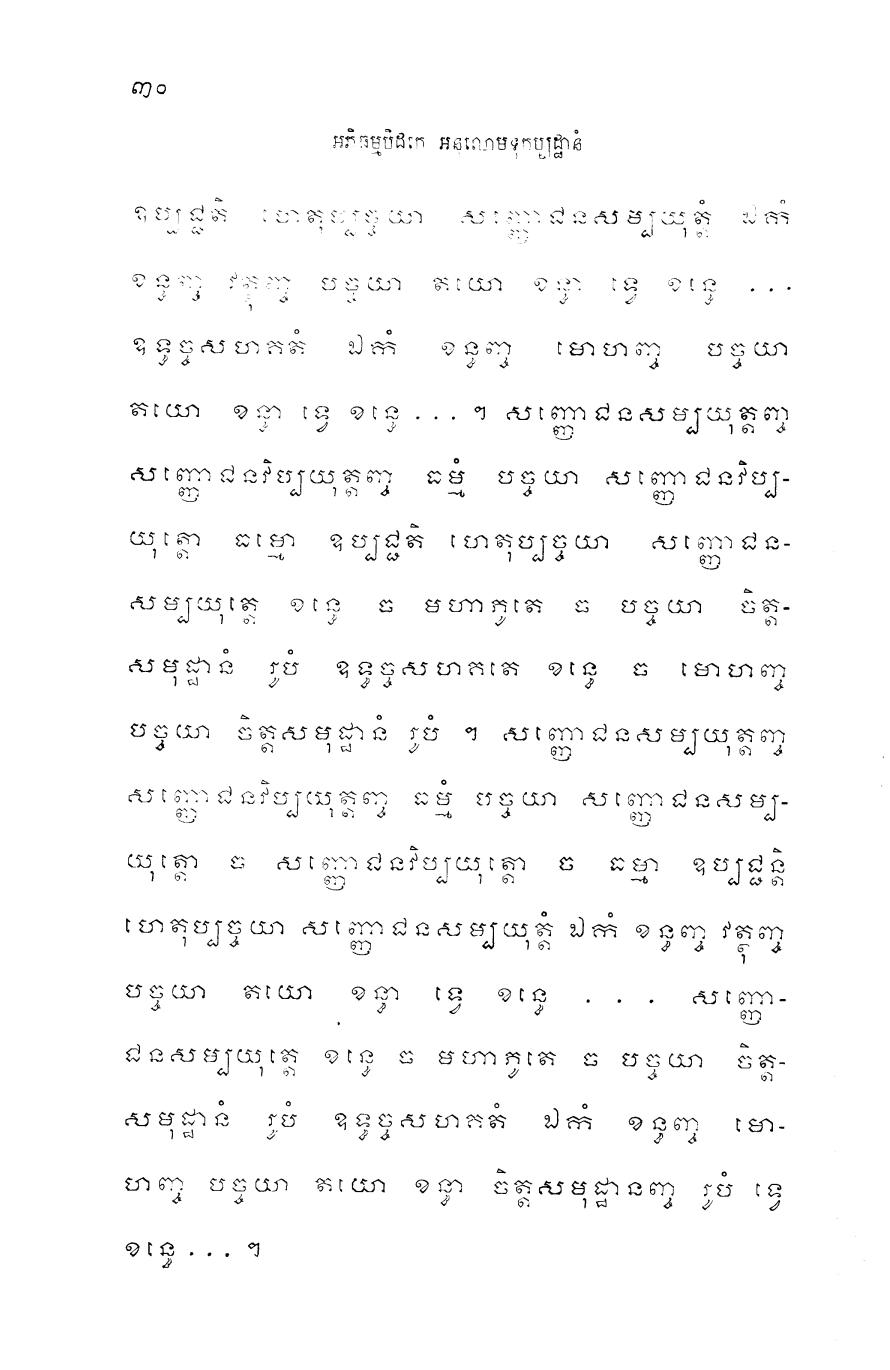 ៣០
អភិធម្មបិដកេ អនុលោមទុកប្បដ្ឋានំ
ឧប្បជ្ជតិ ហេតុប្បច្ចយា សញ្ញោជនសម្បយុត្តំ ឯកំ
ខន្ធញ្ច វត្ថុញ្ច បច្ចយា តយោ ខន្ធា ទ្វេ ខន្ធេ ...
ឧទ្ធច្ចសហគតំ ឯកំ ខន្ធញ្ច មោហញ្ច បច្ចយា
តយោ ខន្ធា ទ្វេ ខន្ធេ ... ។ សញ្ញោជនសម្បយុត្តញ្ច
សញ្ញោជនវិប្បយុត្តញ្ច ធម្មំ បច្ចយា សញ្ញោជនវិប្ប-
យុត្តោ ធម្មោ ឧប្បជ្ជតិ ហេតុប្បច្ចយា សញ្ញោជន-
សម្បយុត្តេ ខន្ធេ ច មហាភូតេ ច បច្ចយា ចិត្ត-
សមុដ្ឋានំ រូបំ ឧទ្ធច្ចសហគតេ ខន្ធេ ច មោហញ្ច
បច្ចយា ចិត្តសមុដ្ឋានំ រូបំ ។ សញ្ញោជនសម្បយុត្តញ្ច
សញ្ញោជនវិប្បយុត្តញ្ច ធម្មំ បច្ចយា សញ្ញោជនសម្ប-
យុត្តោ ច សញ្ញោជនវិប្បយុត្តោ ច ធម្មា ឧប្បជ្ជន្តិ
ហេតុប្បច្ចយា សញ្ញោជនសម្បយុត្តំ ឯកំ ខន្ធញ្ច វត្ថុញ្ច
បច្ចយា តយោ ខន្ធា ទ្វេ ខន្ធេ ... សញ្ញោ-
ជនសម្បយុត្តេ ខន្ធេ ច មហាភូតេ ច បច្ចយា ចិត្ត-
សមុដ្ឋានំ រូបំ ឧទ្ធច្ចសហគតំ ឯកំ ខន្ធញ្ច មោ-
ហញ្ច បច្ចយា តយោ ខន្ធា ចិត្តសមុដ្ឋានញ្ច រូបំ ទ្វេ
ខន្ធេ ... ។